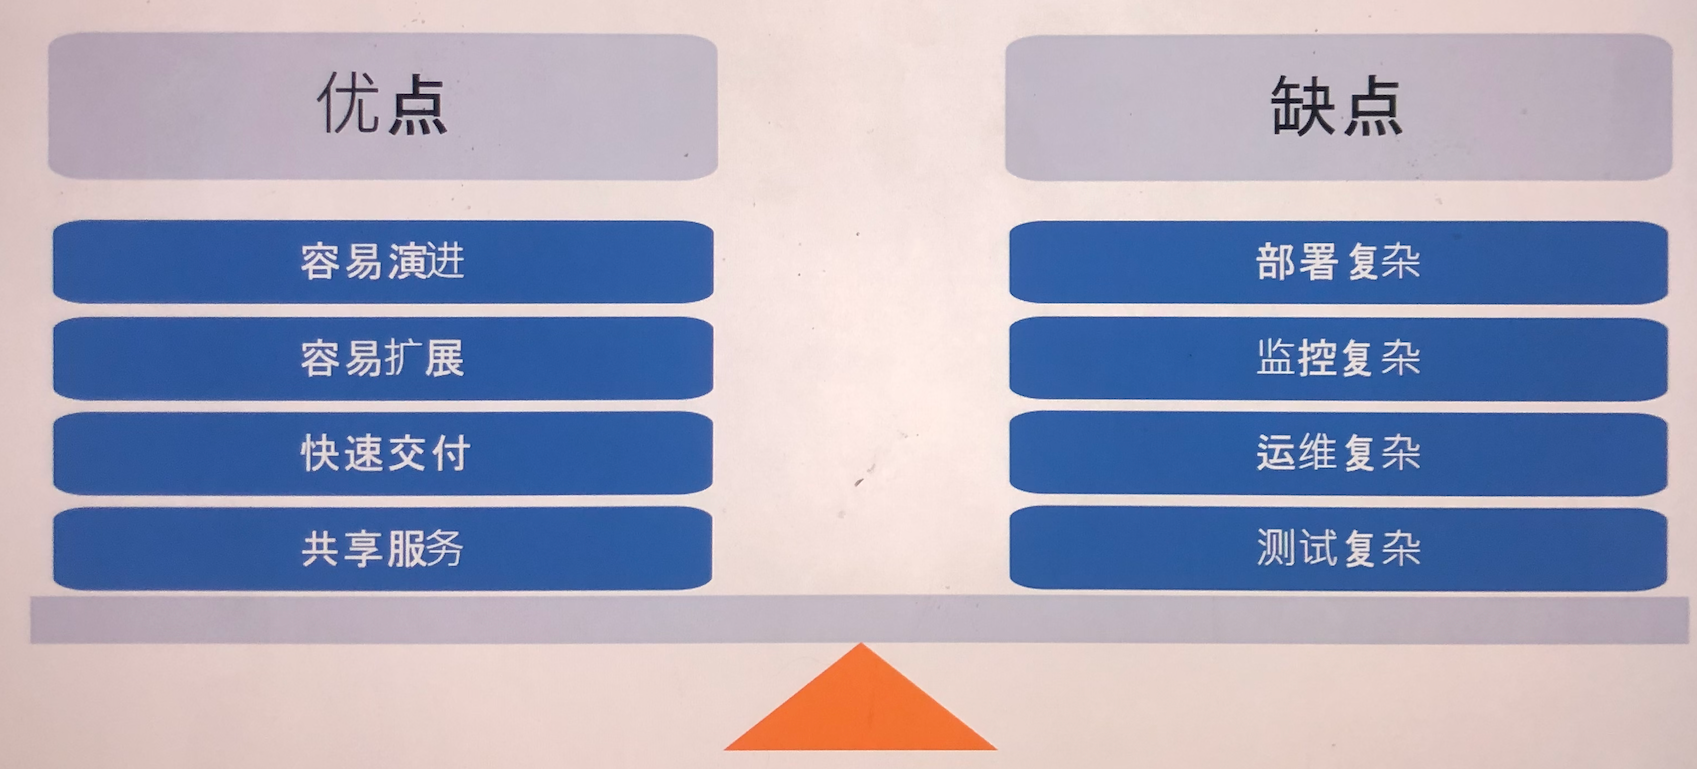 优点
容易演进
容易扩展
快速交付
共享服务
缺点
部署复杂
监控复杂
运维复杂
测试复杂